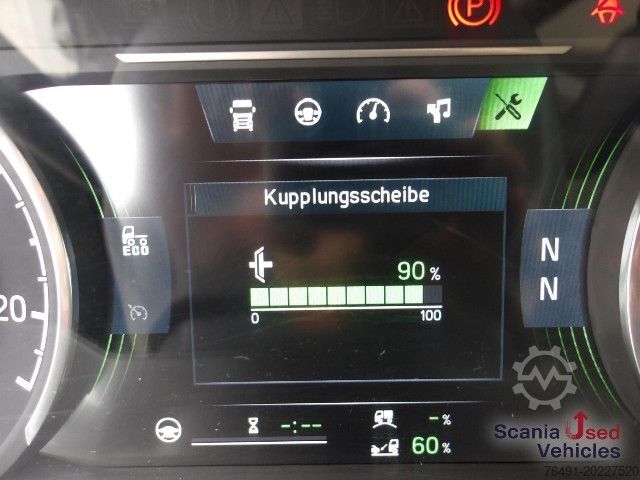 P
Kupplungsscheibe
ECO
90 %
0 100
N
N
20
-:--
- %
60 %
Scania Used
Vehicles
76491-20227520